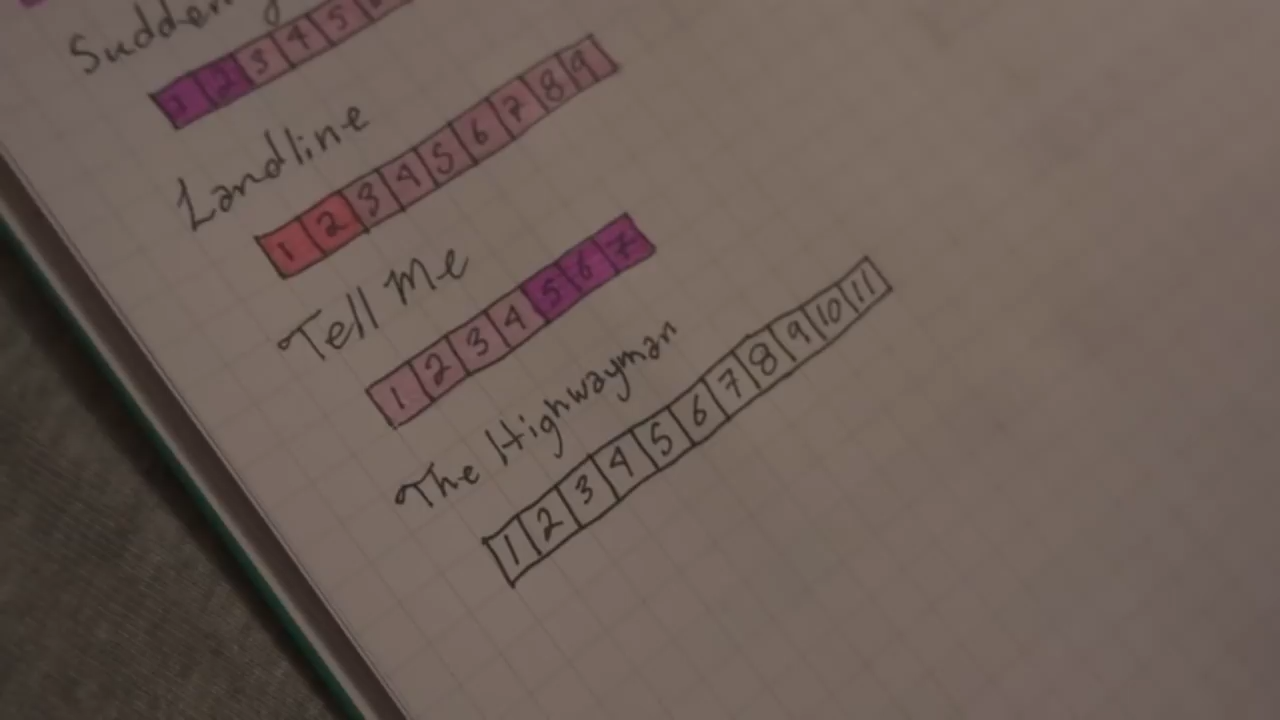 1 2 3 4 5
Landline
1 2 3 4 5 6 7 8 9
Tell Me
1 2 3 4 5 6 7
The Highwayman
1 2 3 4 5 6 7 8 9 10 11